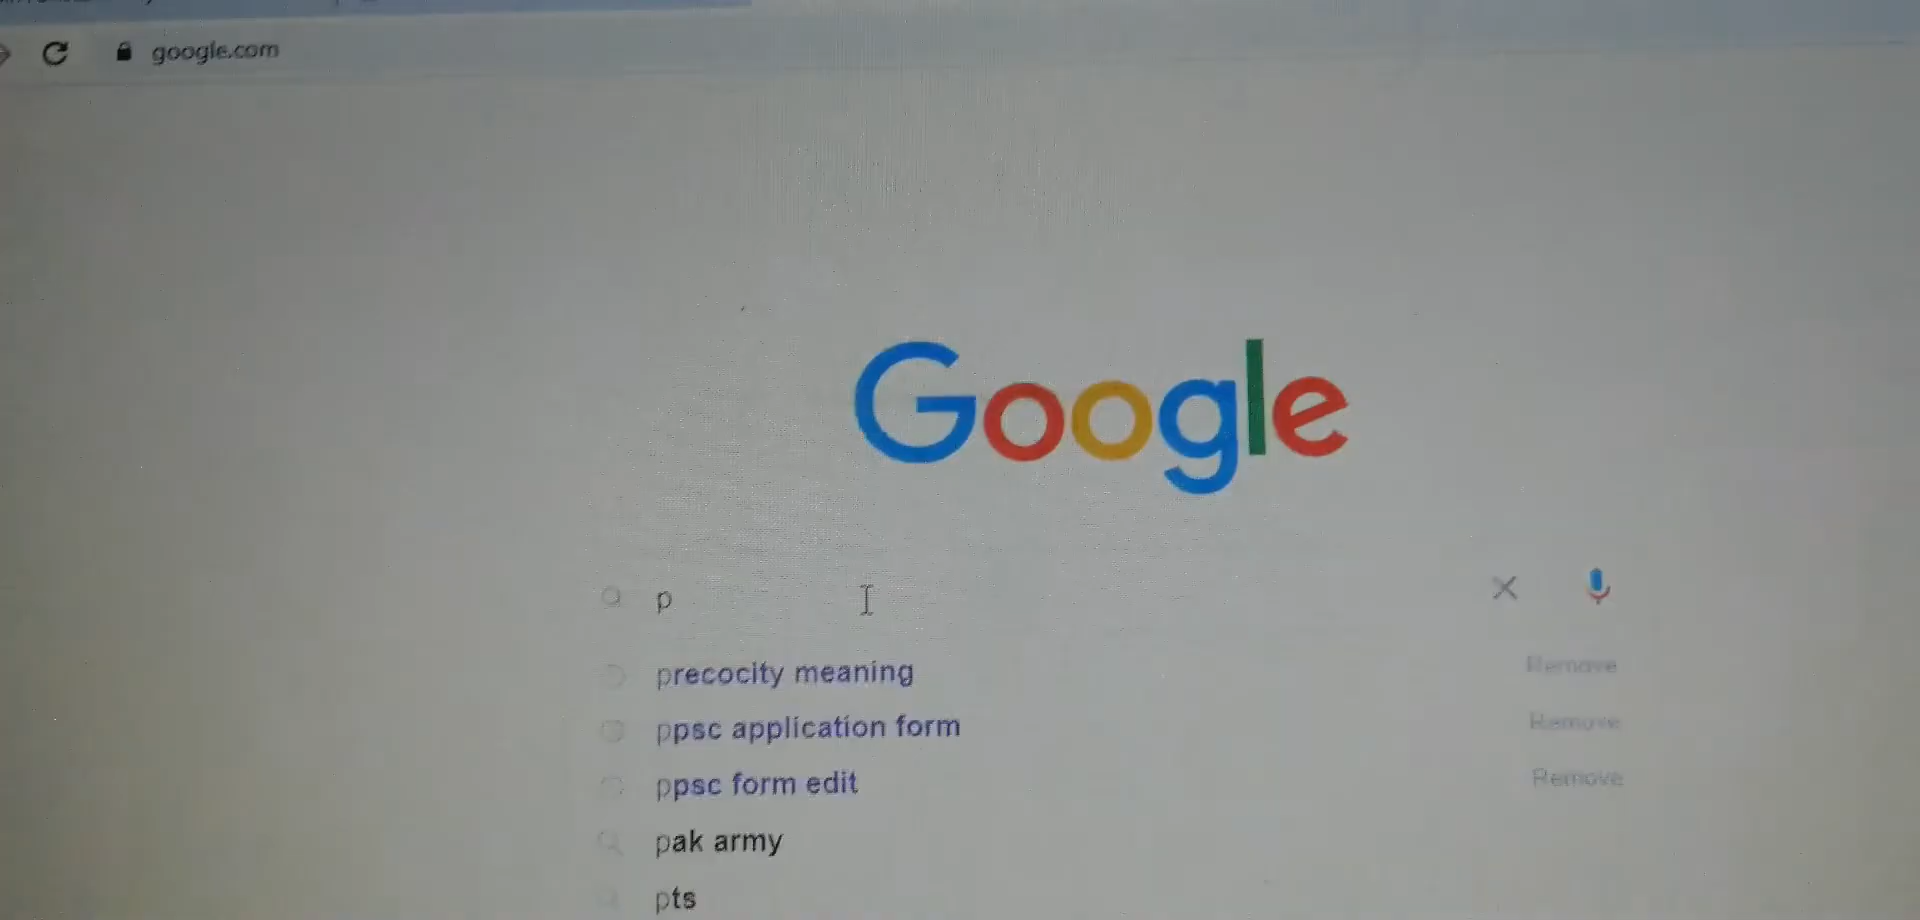 google.com
Google
p
precocity meaning
Remove
ppsc application form
Remove
ppsc form edit
Remove
pak army
pts